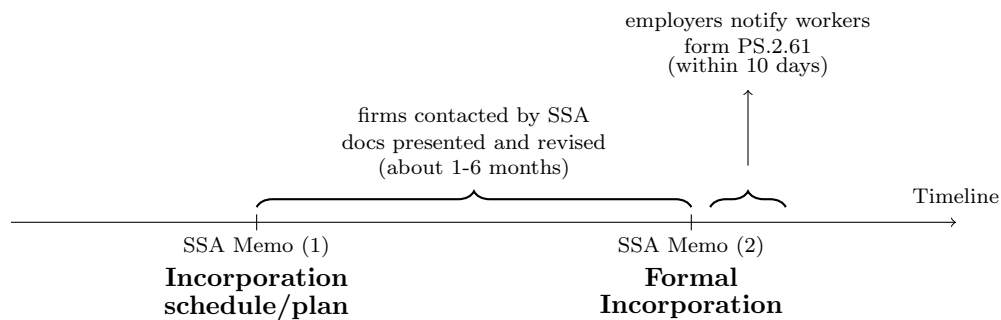 employers notify workers
form PS.2.61
(within 10 days)
firms contacted by SSA
docs presented and revised
(about 1-6 months)
Timeline
SSA Memo (1)
Incorporation
schedule/plan
SSA Memo (2)
Formal
Incorporation